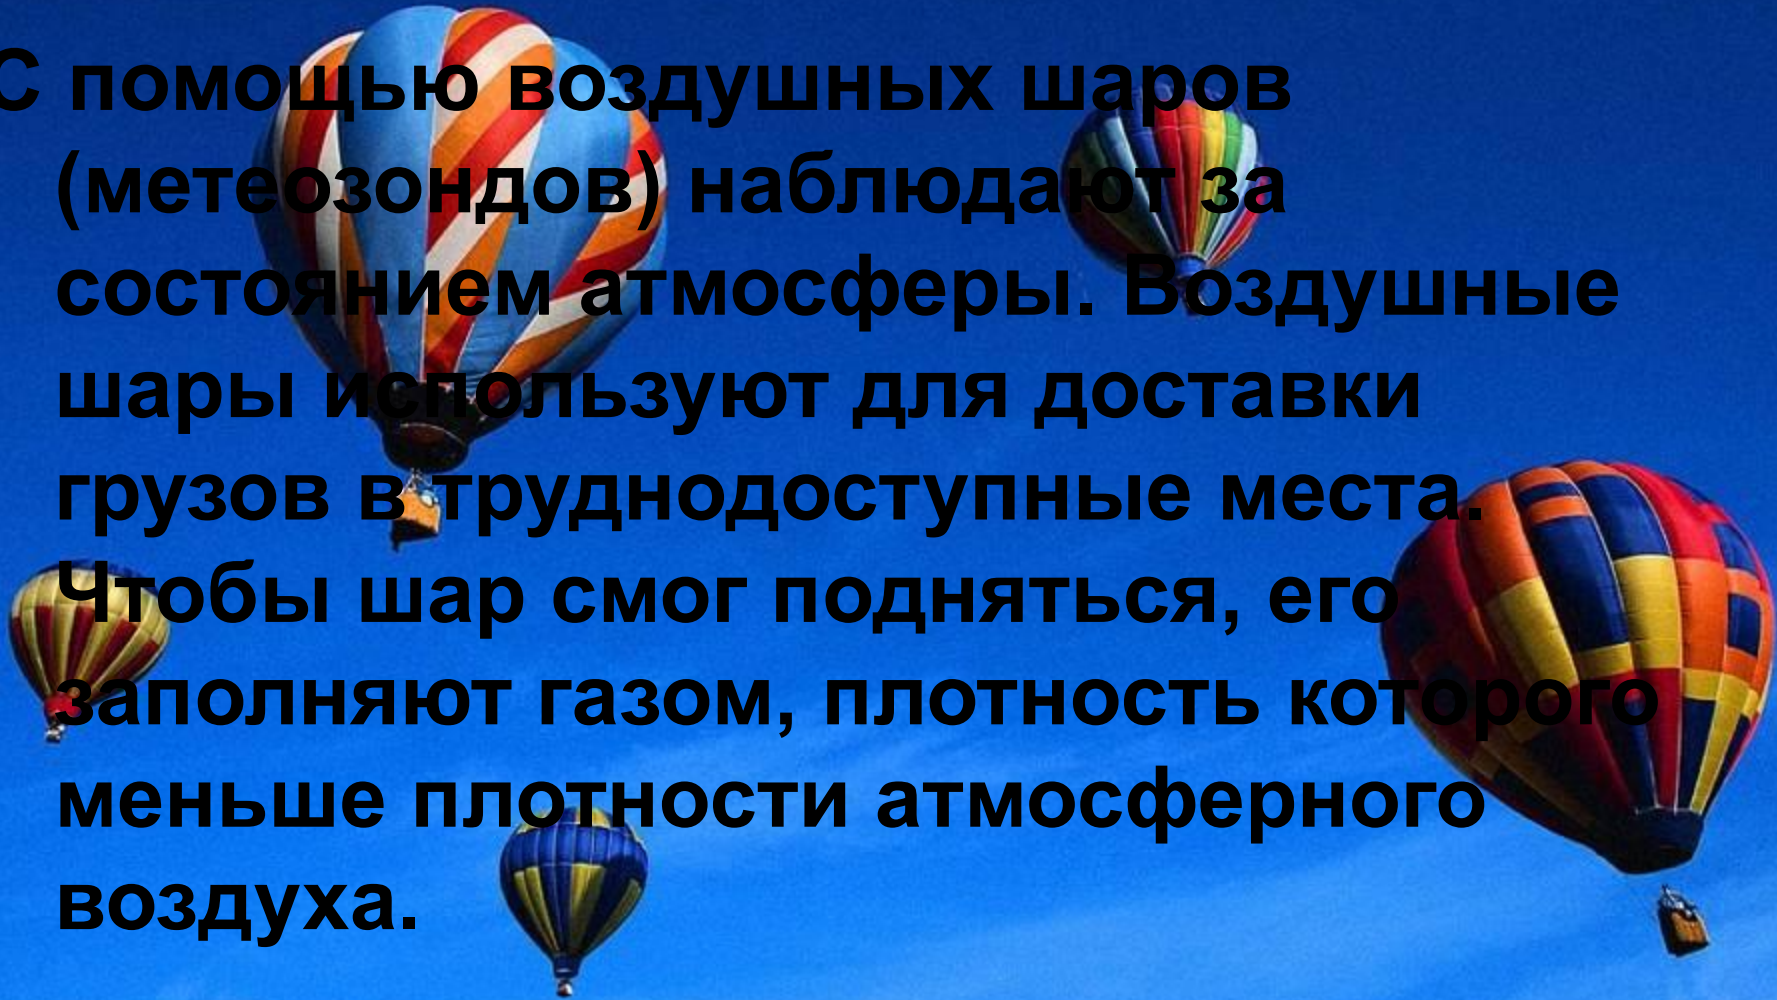 С помощью воздушных шаров
(метеозондов) наблюдают за
состоянием атмосферы. Воздушные
шары используют для доставки
грузов в труднодоступные места.
Чтобы шар смог подняться, его
заполняют газом, плотность которого
меньше плотности атмосферного
воздуха.